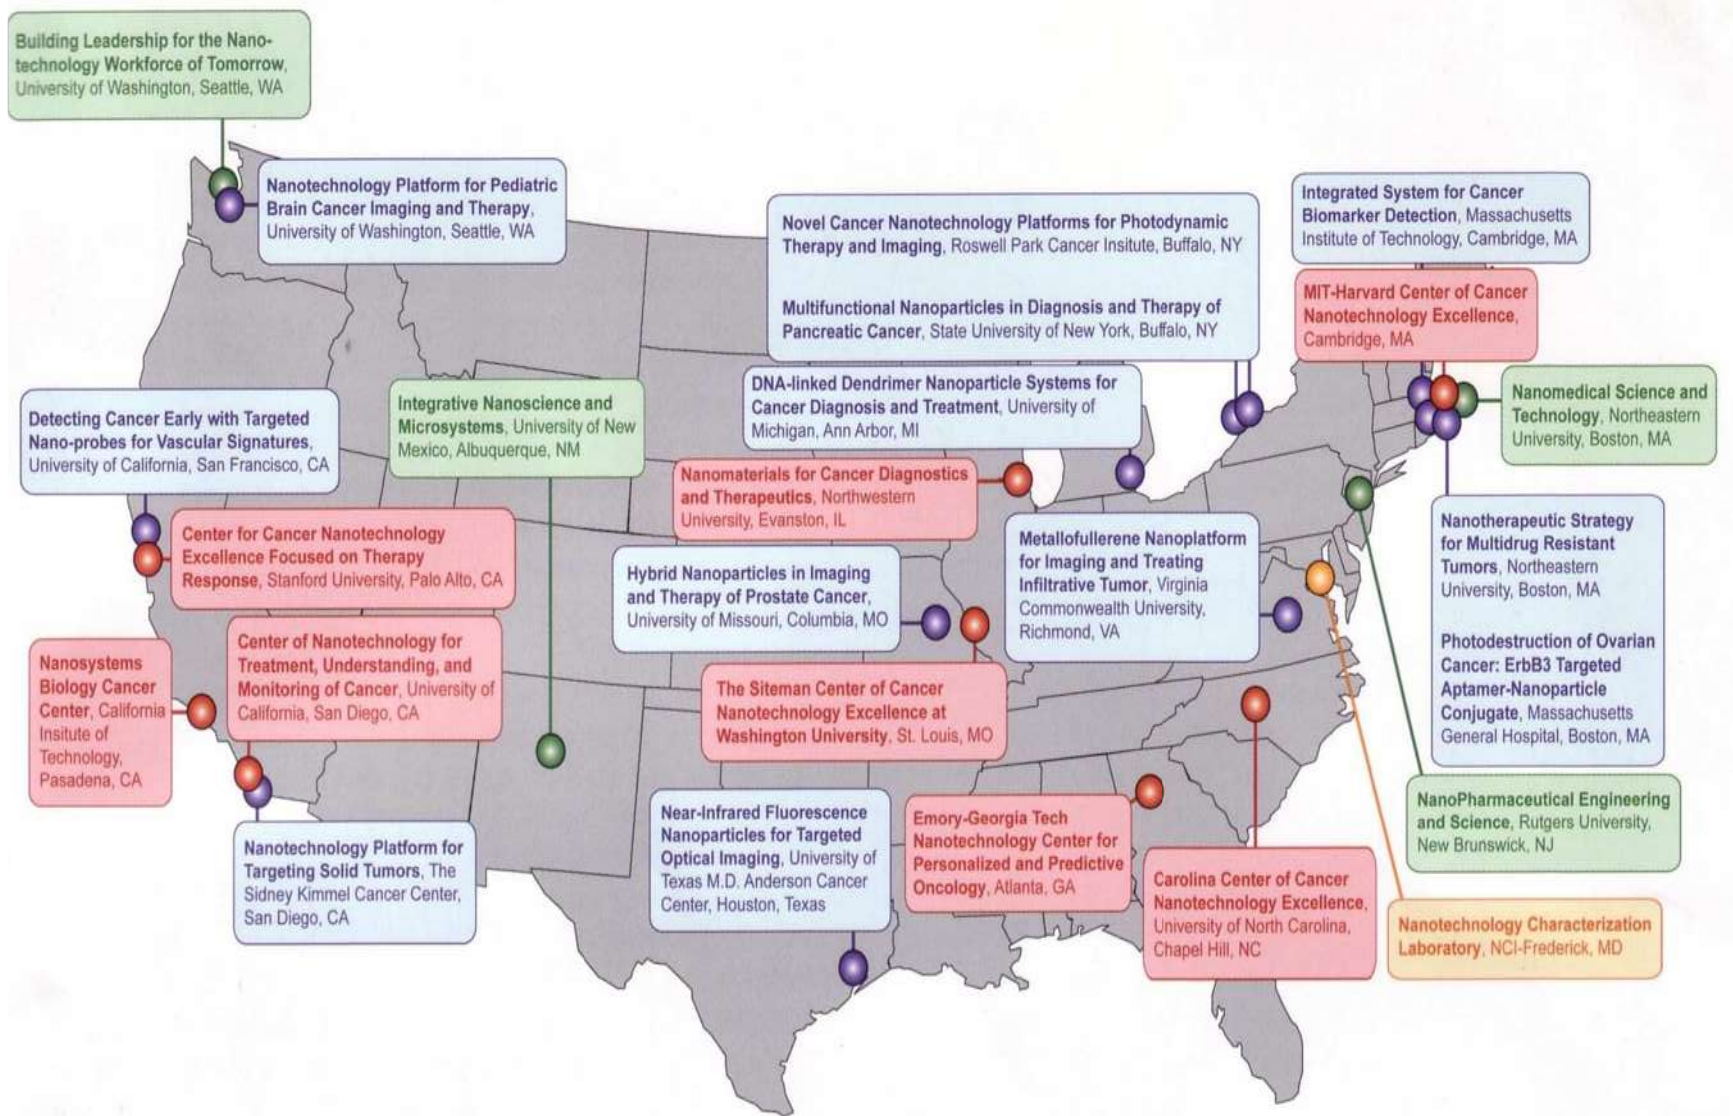 Building Leadership for the Nano-
technology Workforce of Tomorrow,
University of Washington, Seattle, WA
Nanotechnology Platform for Pediatric
Brain Cancer Imaging and Therapy,
University of Washington, Seattle, WA
Novel Cancer Nanotechnology Platforms for Photodynamic
Therapy and Imaging, Roswell Park Cancer Insitute, Buffalo, NY
Multifunctional Nanoparticles in Diagnosis and Therapy of
Pancreatic Cancer, State University of New York, Buffalo, NY
Integrated System for Cancer
Biomarker Detection, Massachusetts
Institute of Technology, Cambridge, MA
MIT-Harvard Center of Cancer
Nanotechnology Excellence,
Cambridge, MA
Detecting Cancer Early with Targeted
Nano-probes for Vascular Signatures,
University of California, San Francisco, CA
Integrative Nanoscience and
Microsystems, University of New
Mexico, Albuquerque, NM
DNA-linked Dendrimer Nanoparticle Systems for
Cancer Diagnosis and Treatment, University of
Michigan, Ann Arbor, MI
Nanomedical Science and
Technology, Northeastern
University, Boston, MA
Nanomaterials for Cancer Diagnostics
and Therapeutics, Northwestern
University, Evanston, IL
Center for Cancer Nanotechnology
Excellence Focused on Therapy
Response, Stanford University, Palo Alto, CA
Hybrid Nanoparticles in Imaging
and Therapy of Prostate Cancer,
University of Missouri, Columbia, MO
Metallofullerene Nanoplatform
for Imaging and Treating
Infiltrative Tumor, Virginia
Commonwealth University,
Richmond, VA
Nanotherapeutic Strategy
for Multidrug Resistant
Tumors, Northeastern
University, Boston, MA
Photodestruction of Ovarian
Cancer: ErbB3 Targeted
Aptamer-Nanoparticle
Conjugate, Massachusetts
General Hospital, Boston, MA
Nanosystems
Biology Cancer
Center, California
Insitute of
Technology,
Pasadena, CA
Center of Nanotechnology for
Treatment, Understanding, and
Monitoring of Cancer, University of
California, San Diego, CA
The Siteman Center of Cancer
Nanotechnology Excellence at
Washington University, St. Louis, MO
Nanotechnology Platform for
Targeting Solid Tumors, The
Sidney Kimmel Cancer Center,
San Diego, CA
Near-Infrared Fluorescence
Nanoparticles for Targeted
Optical Imaging, University of
Texas M.D. Anderson Cancer
Center, Houston, Texas
Emory-Georgia Tech
Nanotechnology Center for
Personalized and Predictive
Oncology, Atlanta, GA
Carolina Center of Cancer
Nanotechnology Excellence,
University of North Carolina,
Chapel Hill, NC
NanoPharmaceutical Engineering
and Science, Rutgers University,
New Brunswick, NJ
Nanotechnology Characterization
Laboratory, NCI-Frederick, MD